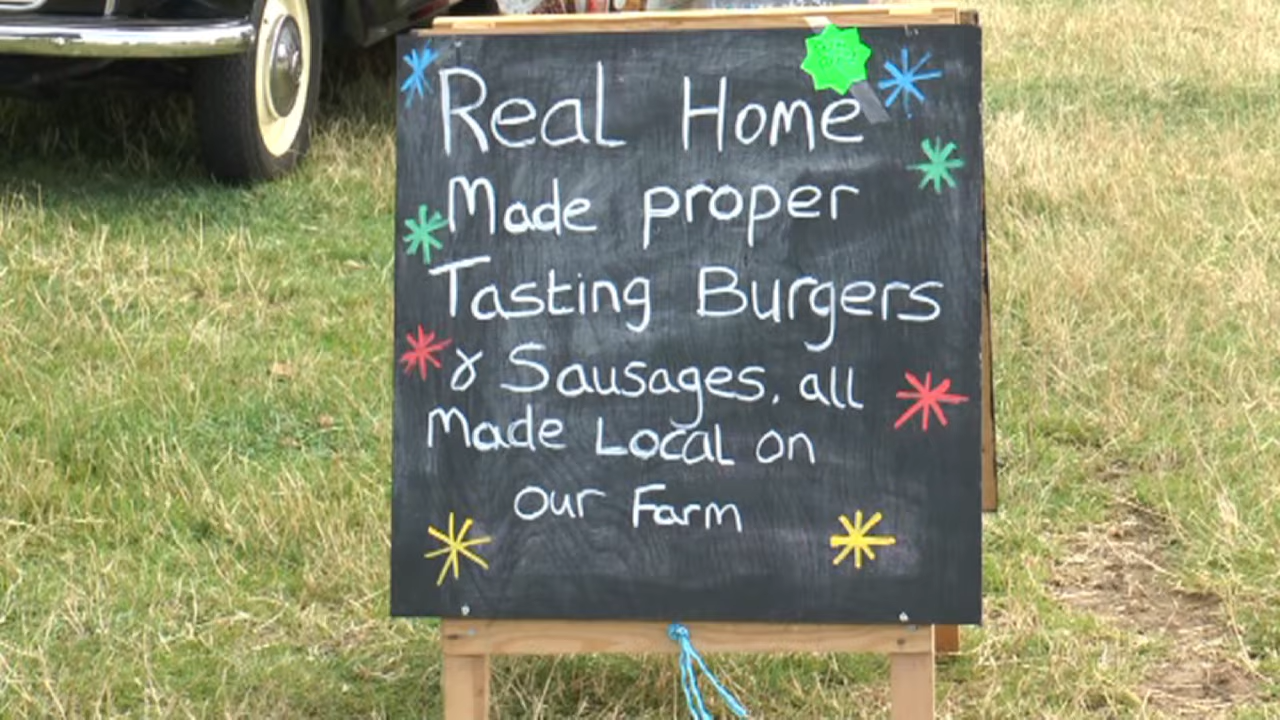 Real Home
Made proper
Tasting Burgers
& Sausages, all
Made Local on
our Farm